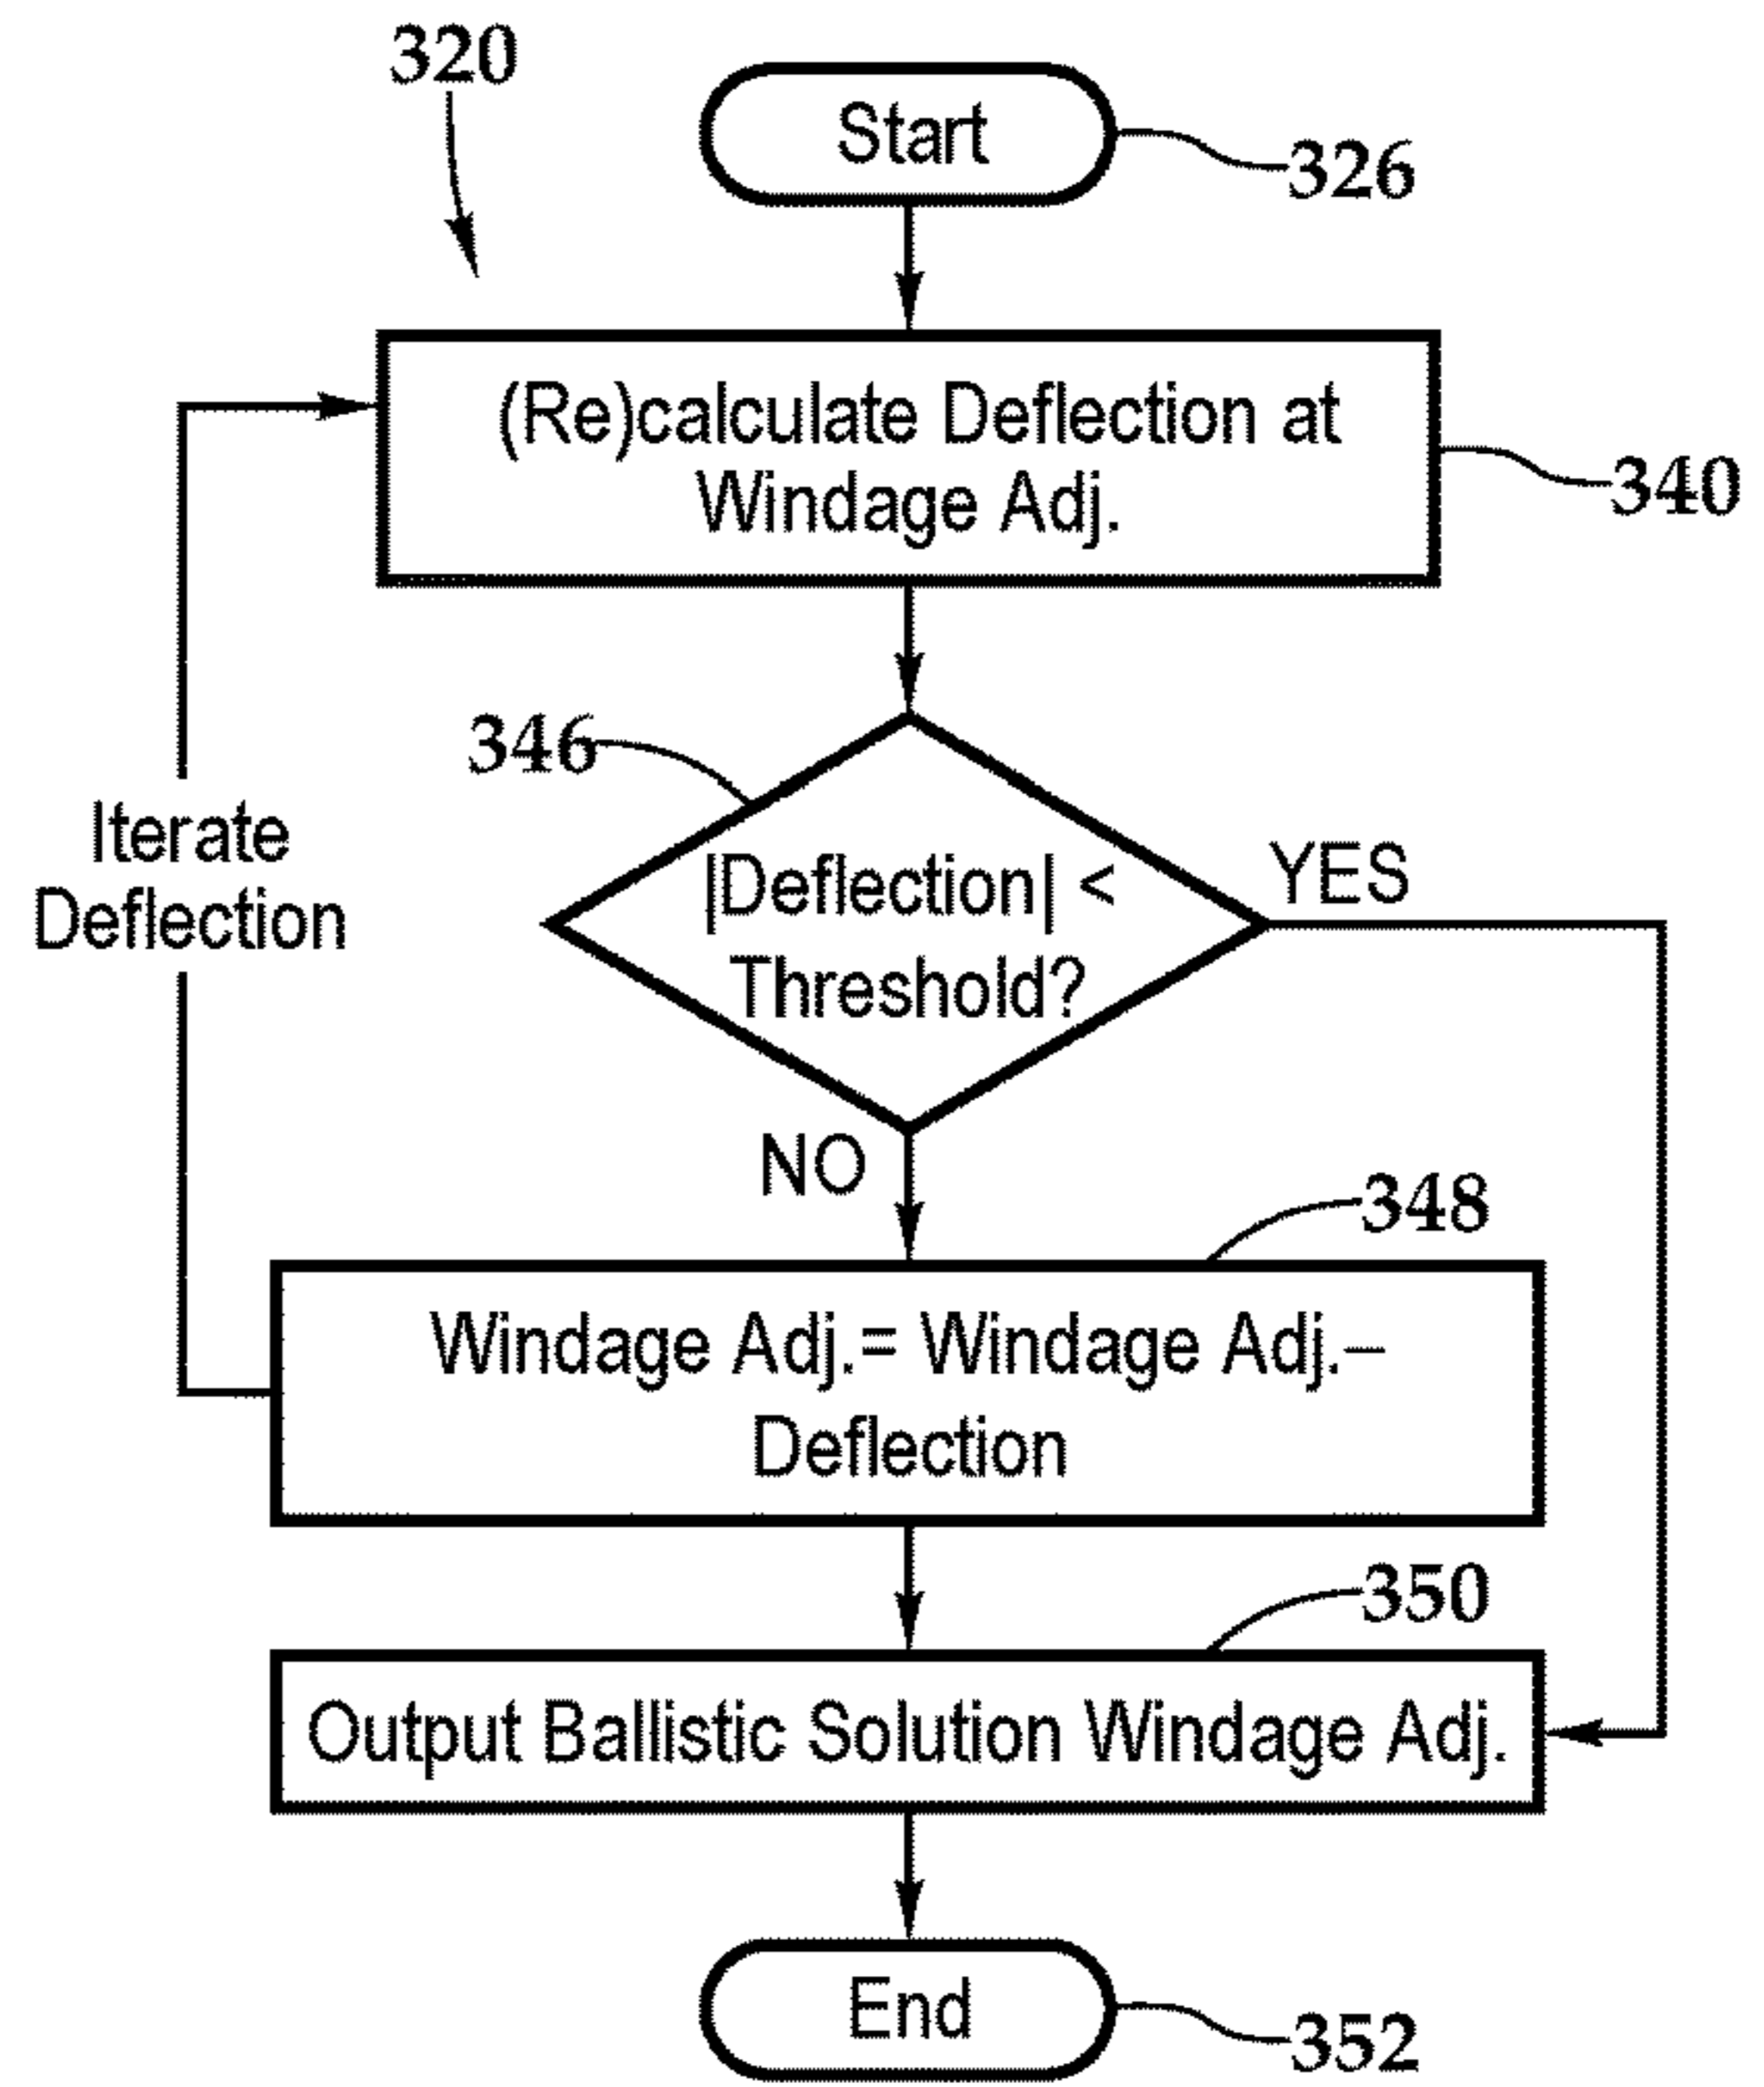 320
Start
326
(Re)calculate Deflection at
Windage Adj.
340
346
Iterate
Deflection
|Deflection| <
Threshold?
YES
NO
348
Windage Adj.= Windage Adj.–
Deflection
350
Output Ballistic Solution Windage Adj.
End
352